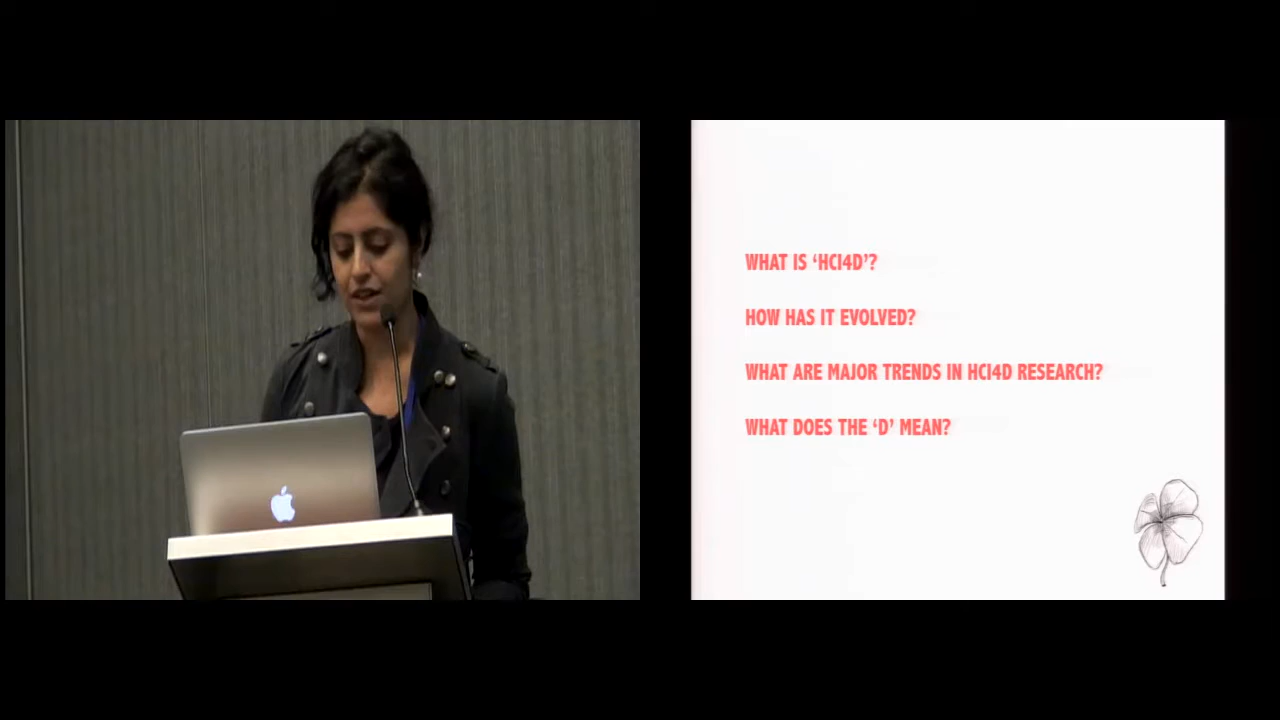 WHAT IS ‘HCI4D’?
HOW HAS IT EVOLVED?
WHAT ARE MAJOR TRENDS IN HCI4D RESEARCH?
WHAT DOES THE ‘D’ MEAN?